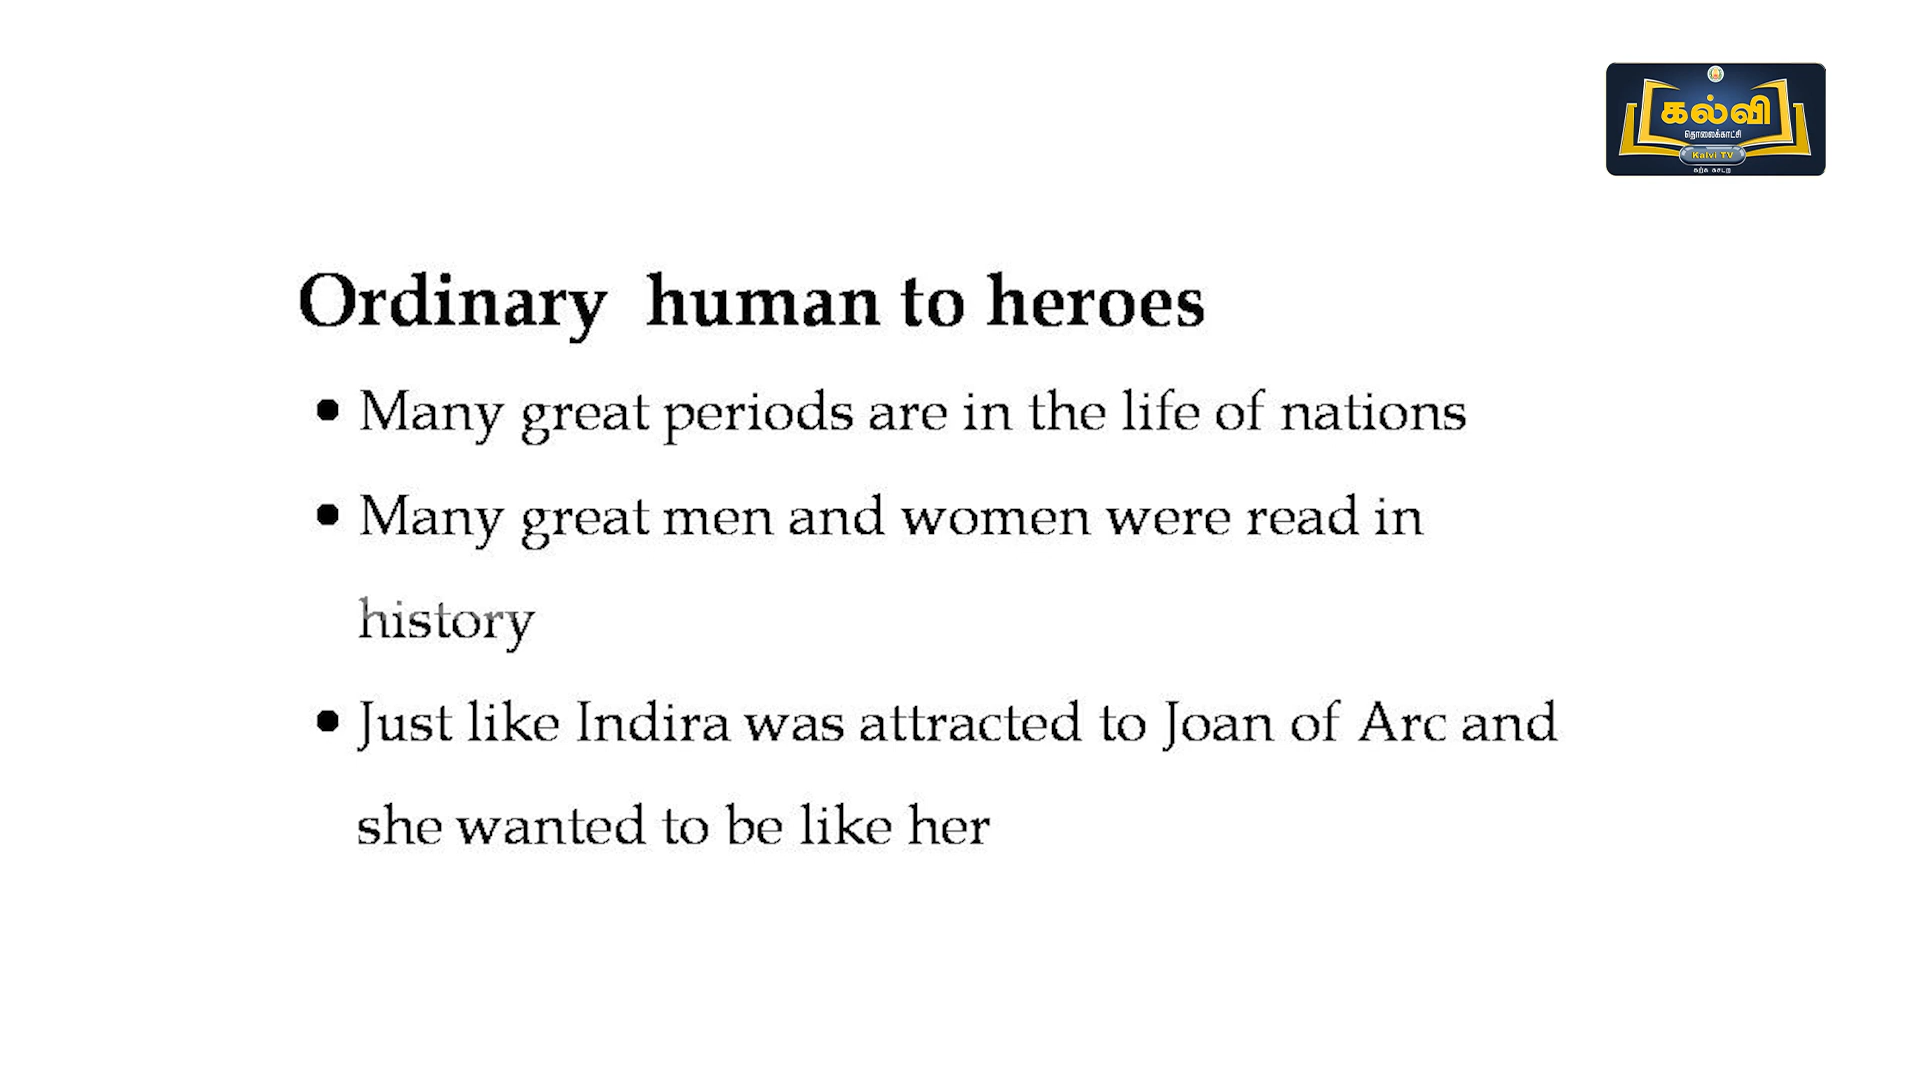 கல்வி
தொலைக்காட்சி
Kalvi TV
கற்க கசடற
Ordinary human to heroes
• Many great periods are in the life of nations
• Many great men and women were read in
history
• Just like Indira was attracted to Joan of Arc and
she wanted to be like her